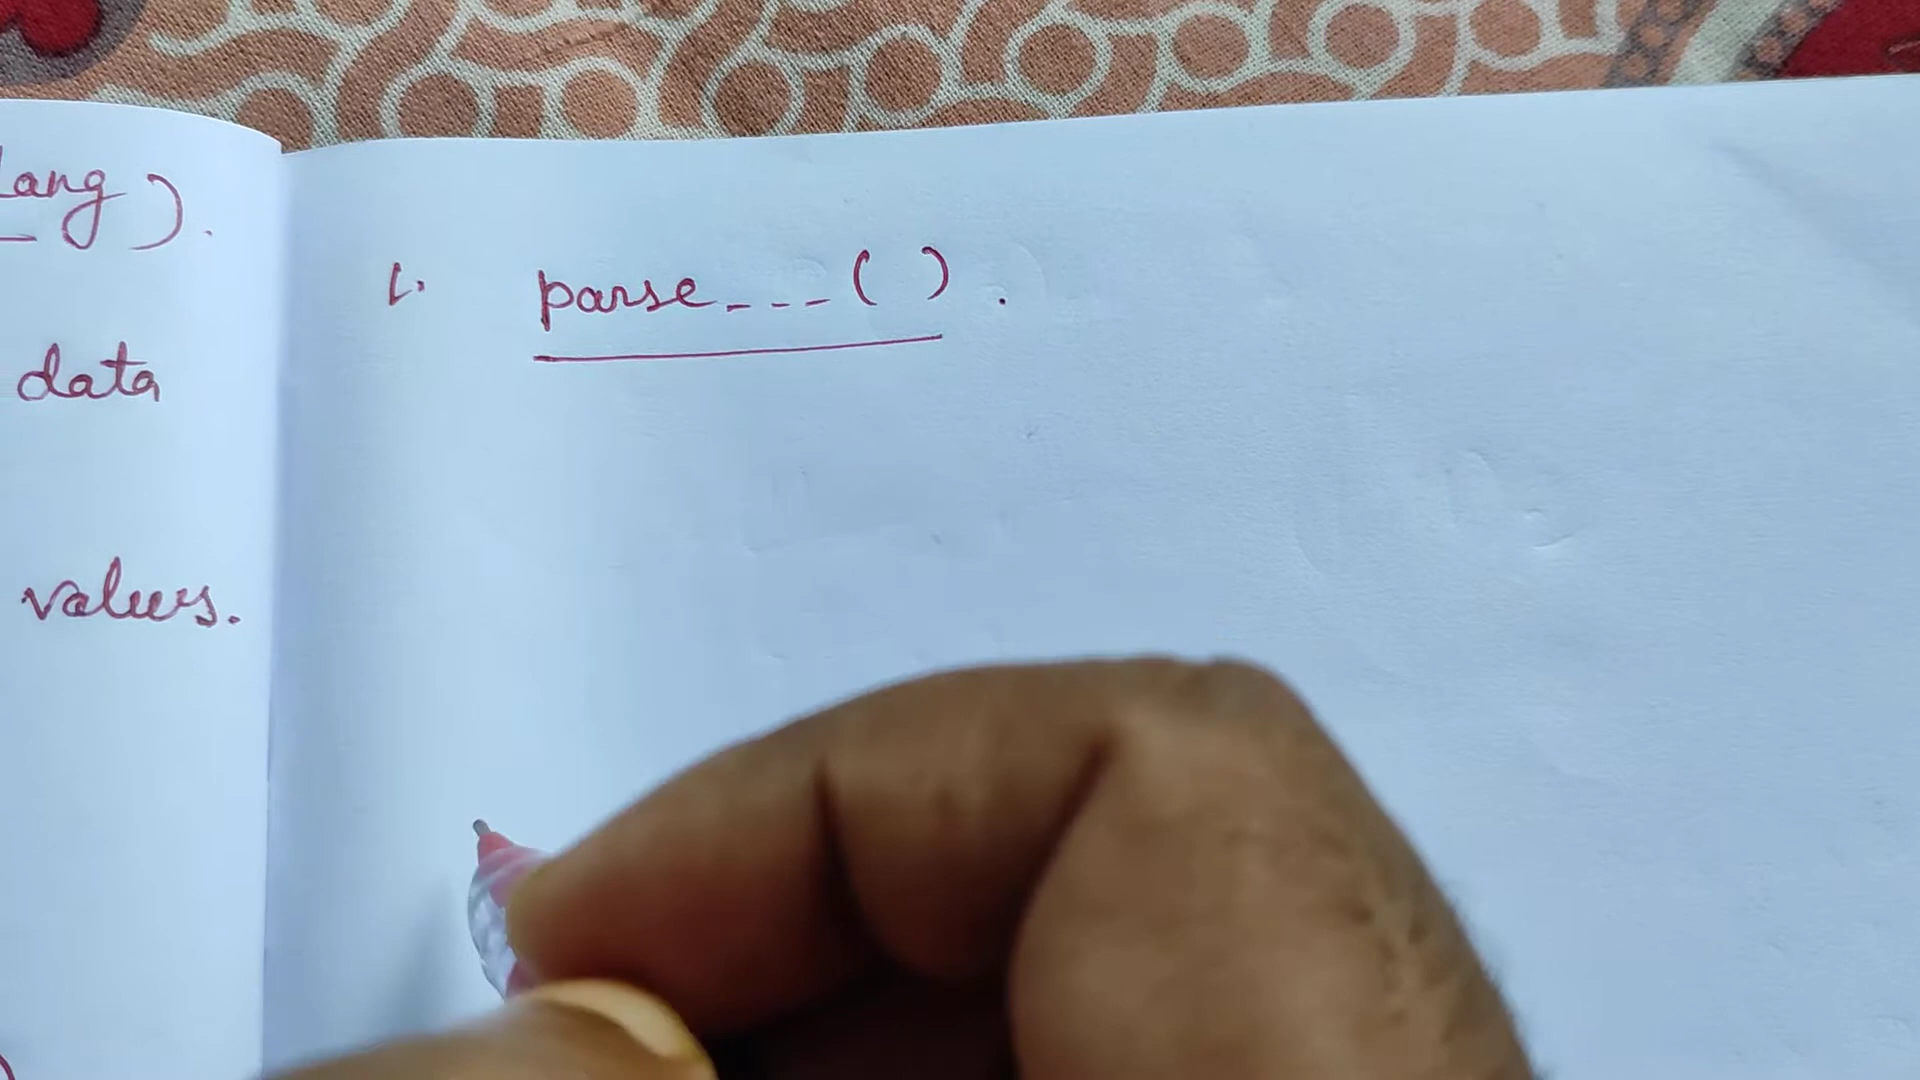 Lang).
data
values.
1. parse---( ).